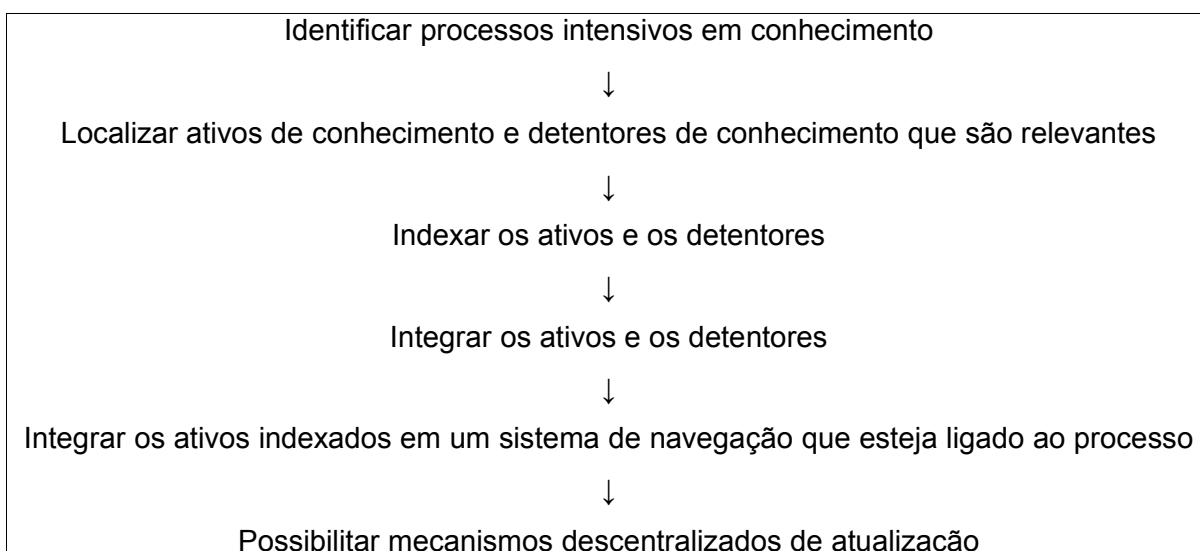 Identificar processos intensivos em conhecimento
↓
Localizar ativos de conhecimento e detentores de conhecimento que são relevantes
↓
Indexar os ativos e os detentores
↓
Integrar os ativos e os detentores
↓
Integrar os ativos indexados em um sistema de navegação que esteja ligado ao processo
↓
Possibilitar mecanismos descentralizados de atualização